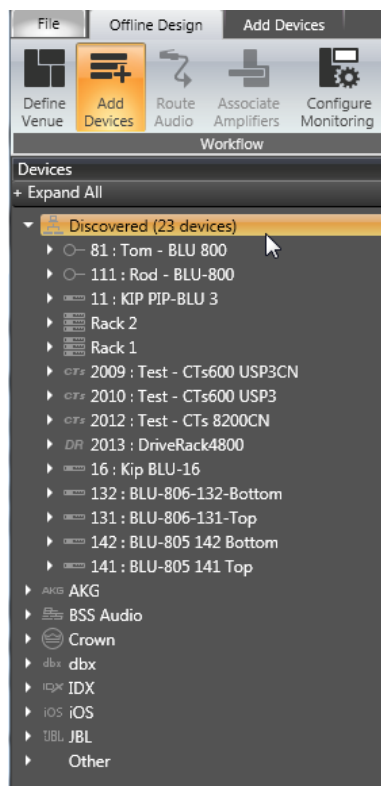 File Offline Design Add Devices
Define Venue Add Devices Route Audio Associate Amplifiers Configure Monitoring
Workflow
Devices
+ Expand All
Discovered (23 devices)
81 : Tom - BLU 800
111 : Rod - BLU-800
11 : KIP PIP-BLU 3
Rack 2
Rack 1
CTs 2009 : Test - CTs600 USP3CN
CTs 2010 : Test - CTs600 USP3
CTs 2012 : Test - CTs 8200CN
DR 2013 : DriveRack4800
16 : Kip BLU-16
132 : BLU-806-132-Bottom
131 : BLU-806-131-Top
142 : BLU-805 142 Bottom
141 : BLU-805 141 Top
AKG AKG
BSS Audio
Crown
dbx dbx
IDX IDX
iOS iOS
JBL JBL
Other